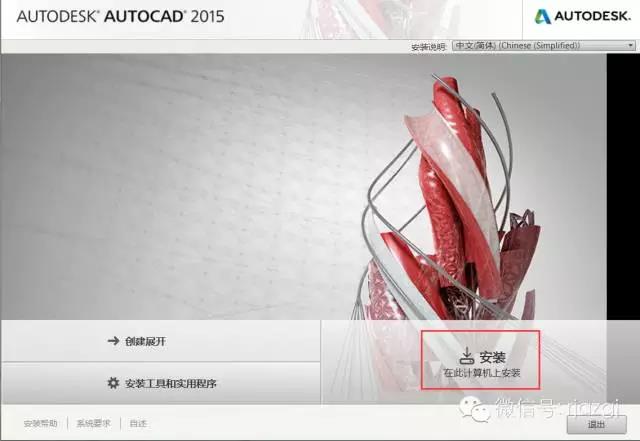 AUTODESK® AUTOCAD® 2015
AUTODESK.
安装说明: 中文(简体) (Chinese (Simplified))
创建展开
安装
在此计算机上安装
安装工具和实用程序
微信号: rjzzgj
安装帮助 系统要求 自述
退出